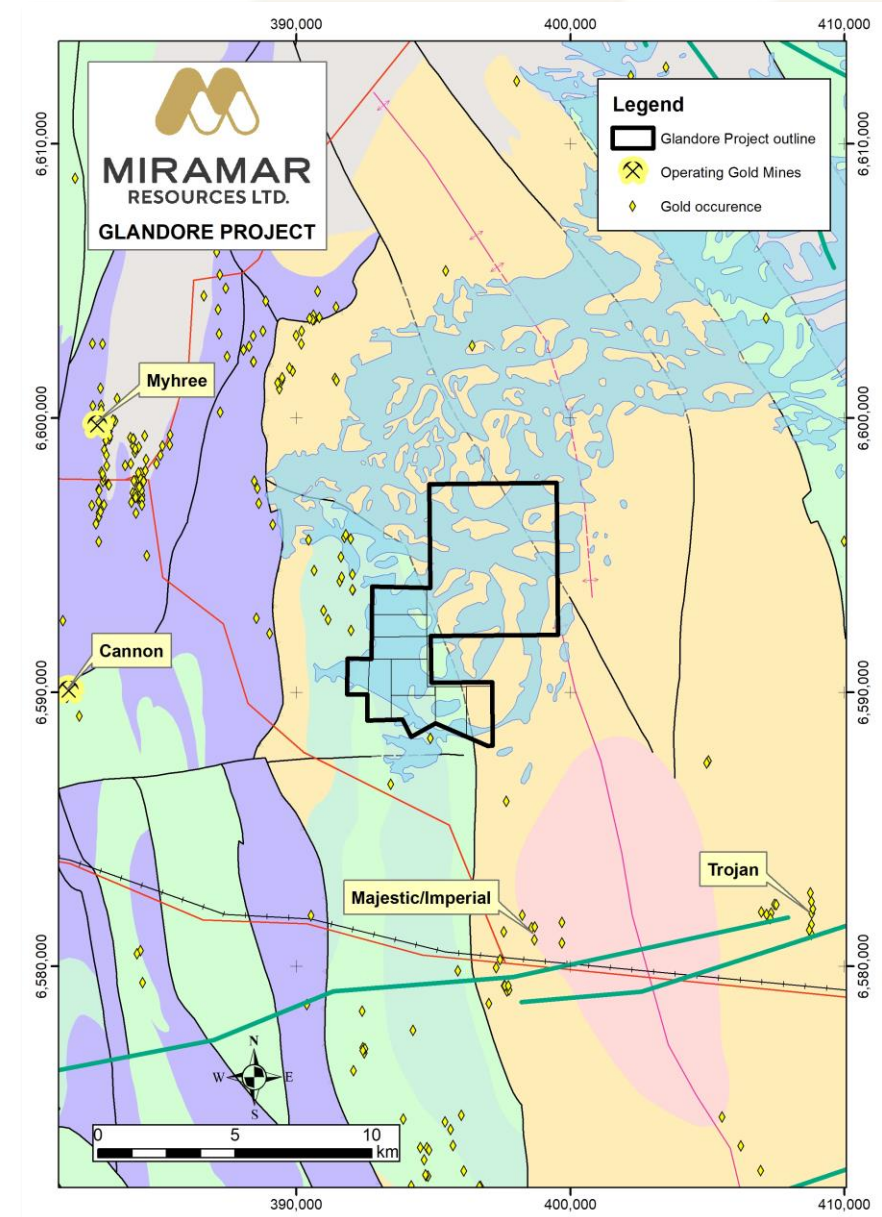 390,000
400,000
410,000
6,610,000
6,610,000
MIRAMAR
RESOURCES LTD.
GLANDORE PROJECT
Legend
Glandore Project outline
Operating Gold Mines
Gold occurence
Myhree
6,600,000
6,600,000
Cannon
6,590,000
6,590,000
Majestic/Imperial
Trojan
6,580,000
6,580,000
N
W E
S
0 5 10
km
390,000
400,000
410,000